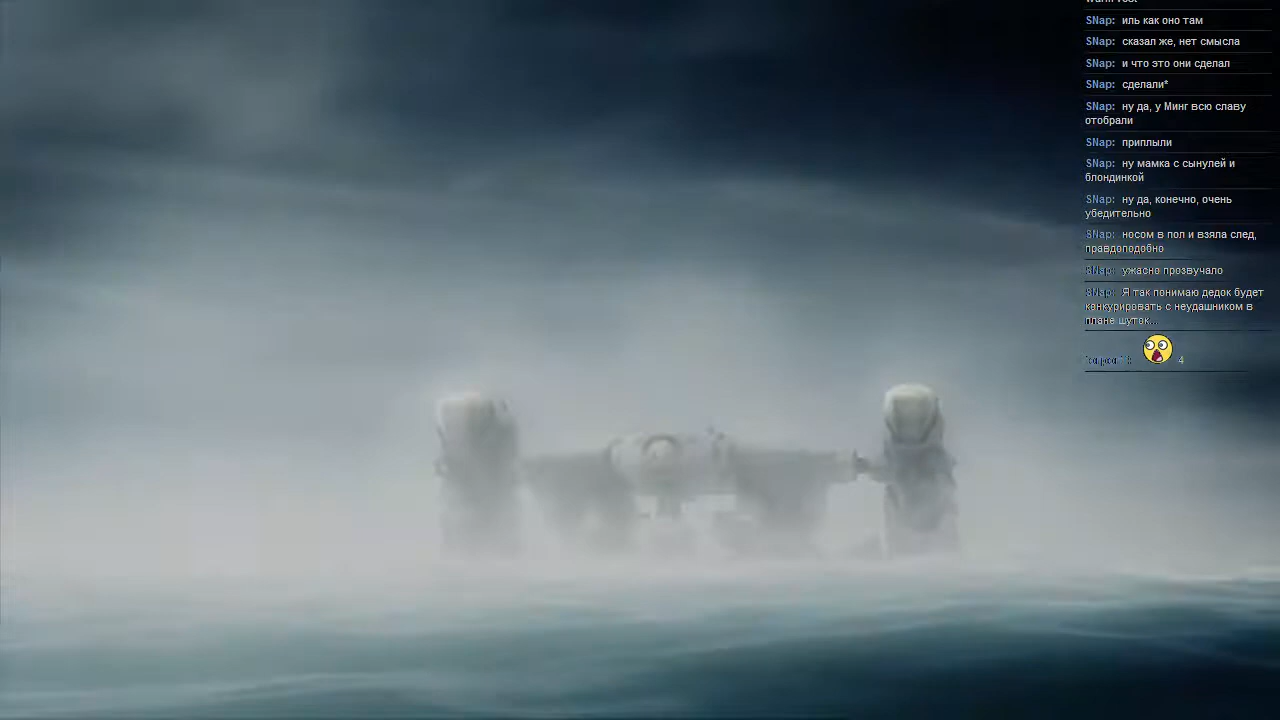 SNap: иль как оно там
SNap: сказал же, нет смысла
SNap: и что это они сделал
SNap: сделали*
SNap: ну да, у Минг всю славу
отобрали
SNap: приплыли
SNap: ну мамка с сынулей и
блондинкой
SNap: ну да, конечно, очень
убедительно
SNap: носом в пол и взяла след,
правдоподобно
SNap: ужасно прозвучало
SNap: Я так понимаю дедок будет
конкурировать с неудашником в
плане шуток...
4